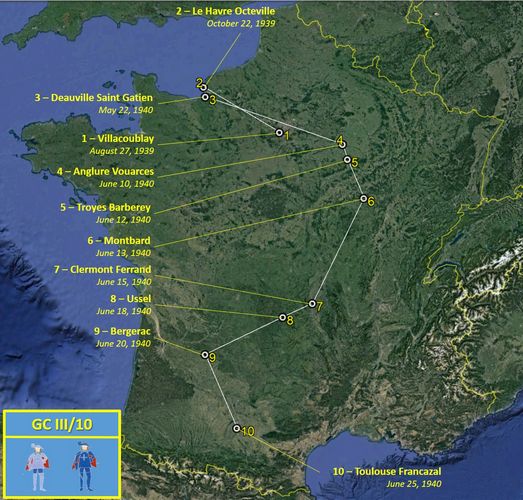 2 – Le Havre Octeville
October 22, 1939
2
3 – Deauville Saint Gatien
3
May 22, 1940
1 – Villacoublay
1
August 27, 1939
4
4 – Anglure Vouarces
5
June 10, 1940
5 – Troyes Barberey
6
June 12, 1940
6 – Montbard
June 13, 1940
7 – Clermont Ferrand
June 15, 1940
8 – Ussel
7
June 18, 1940
8
9 – Bergerac
June 20, 1940
9
GC III/10
10
10 – Toulouse Francazal
June 25, 1940